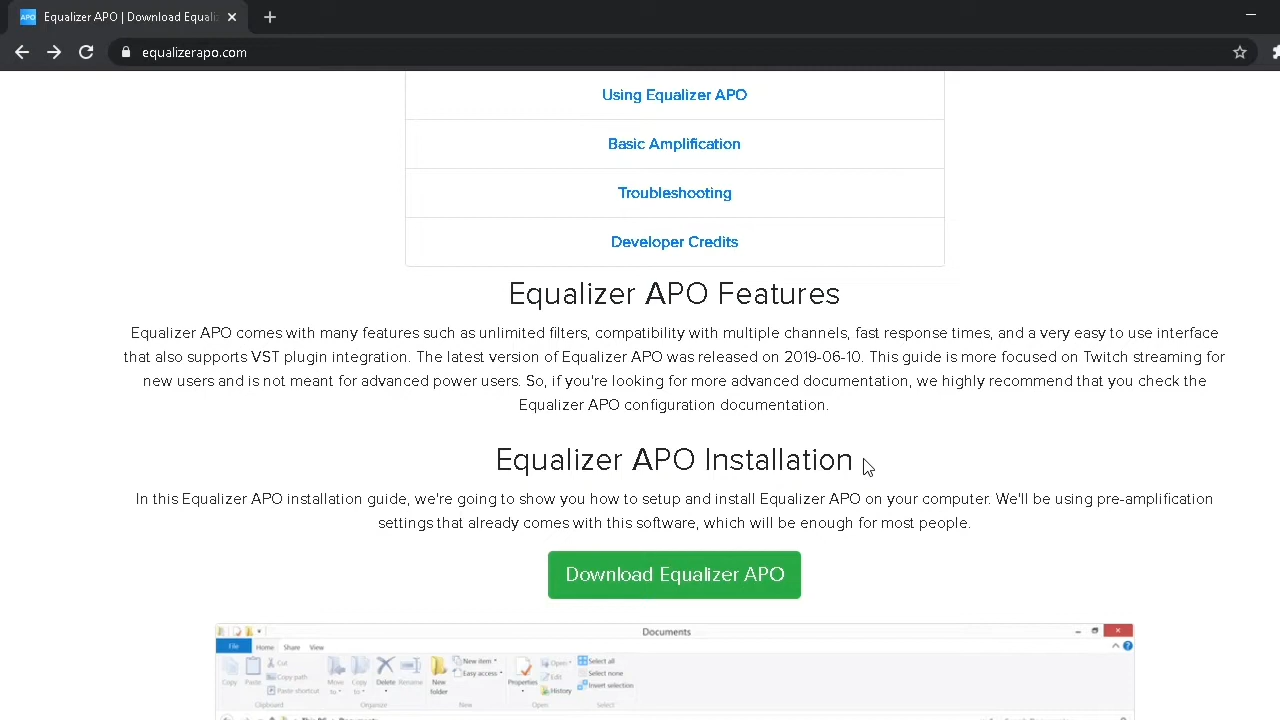 Equalizer APO | Download Equali
equalizerapo.com
Using Equalizer APO
Basic Amplification
Troubleshooting
Developer Credits
Equalizer APO Features
Equalizer APO comes with many features such as unlimited filters, compatibility with multiple channels, fast response times, and a very easy to use interface
that also supports VST plugin integration. The latest version of Equalizer APO was released on 2019-06-10. This guide is more focused on Twitch streaming for
new users and is not meant for advanced power users. So, if you're looking for more advanced documentation, we highly recommend that you check the
Equalizer APO configuration documentation.
Equalizer APO Installation
In this Equalizer APO installation guide, we're going to show you how to setup and install Equalizer APO on your computer. We'll be using pre-amplification
settings that already comes with this software, which will be enough for most people.
Download Equalizer APO
Documents
File Home Share View
Copy Paste Cut Copy path Paste shortcut
Move to Copy to Delete Rename
New folder New item Easy access
Properties Open Edit History
Select all Select none Invert selection
Clipboard Organize New Open Select